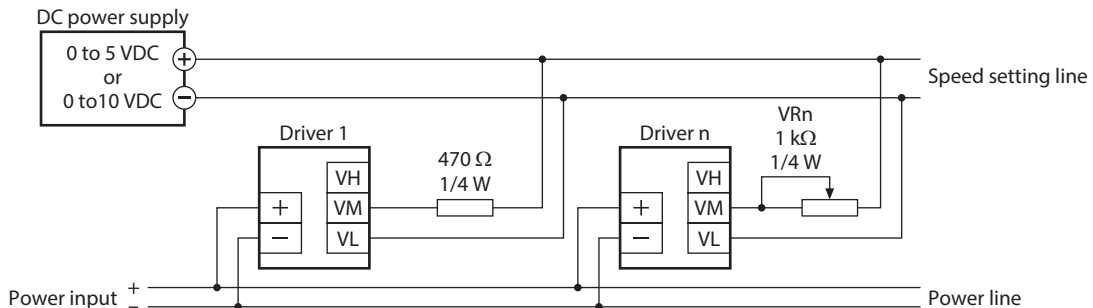 DC power supply
0 to 5 VDC
or
0 to10 VDC
+
−
Speed setting line
Driver 1
VH
VM
VL
+
−
470 Ω
1/4 W
Driver n
VH
VM
VL
+
−
VRn
1 kΩ
1/4 W
Power input
+
−
Power line